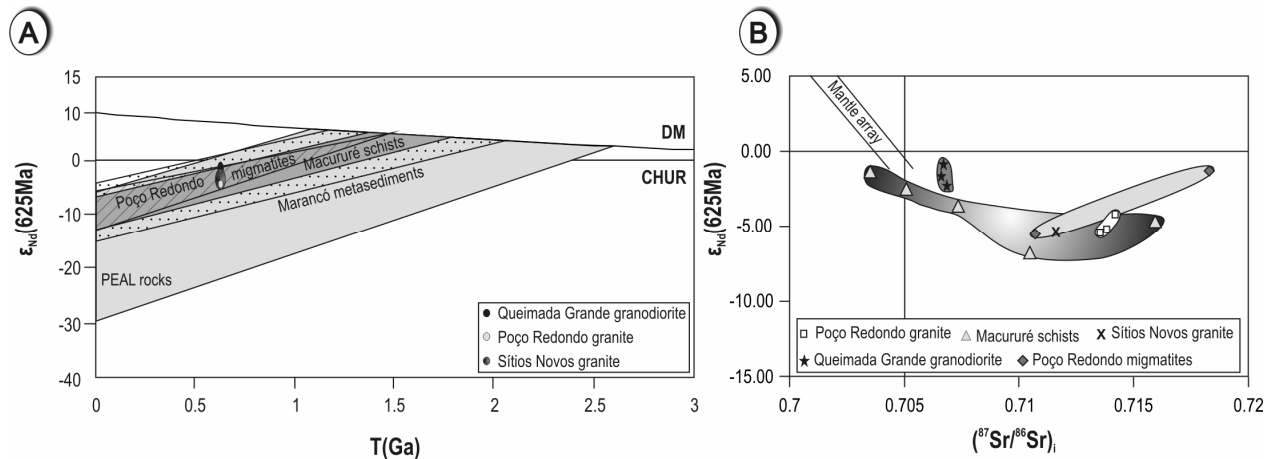 A
15
10
0
-10
-20
-30
-40
εNd(625Ma)
DM
CHUR
Poço Redondo migmatites
Macururé schists
Marancó metasediments
PEAL rocks
Queimada Grande granodiorite
Poço Redondo granite
Sítios Novos granite
0 0.5 1 1.5 2 2.5 3
T(Ga)
B
5.00
0.00
-5.00
-10.00
-15.00
εNd(625Ma)
Mantle array
Poço Redondo granite Macururé schists Sítios Novos granite
Queimada Grande granodiorite Poço Redondo migmatites
0.7 0.705 0.71 0.715 0.72
(⁸⁷Sr/⁸⁶Sr)i